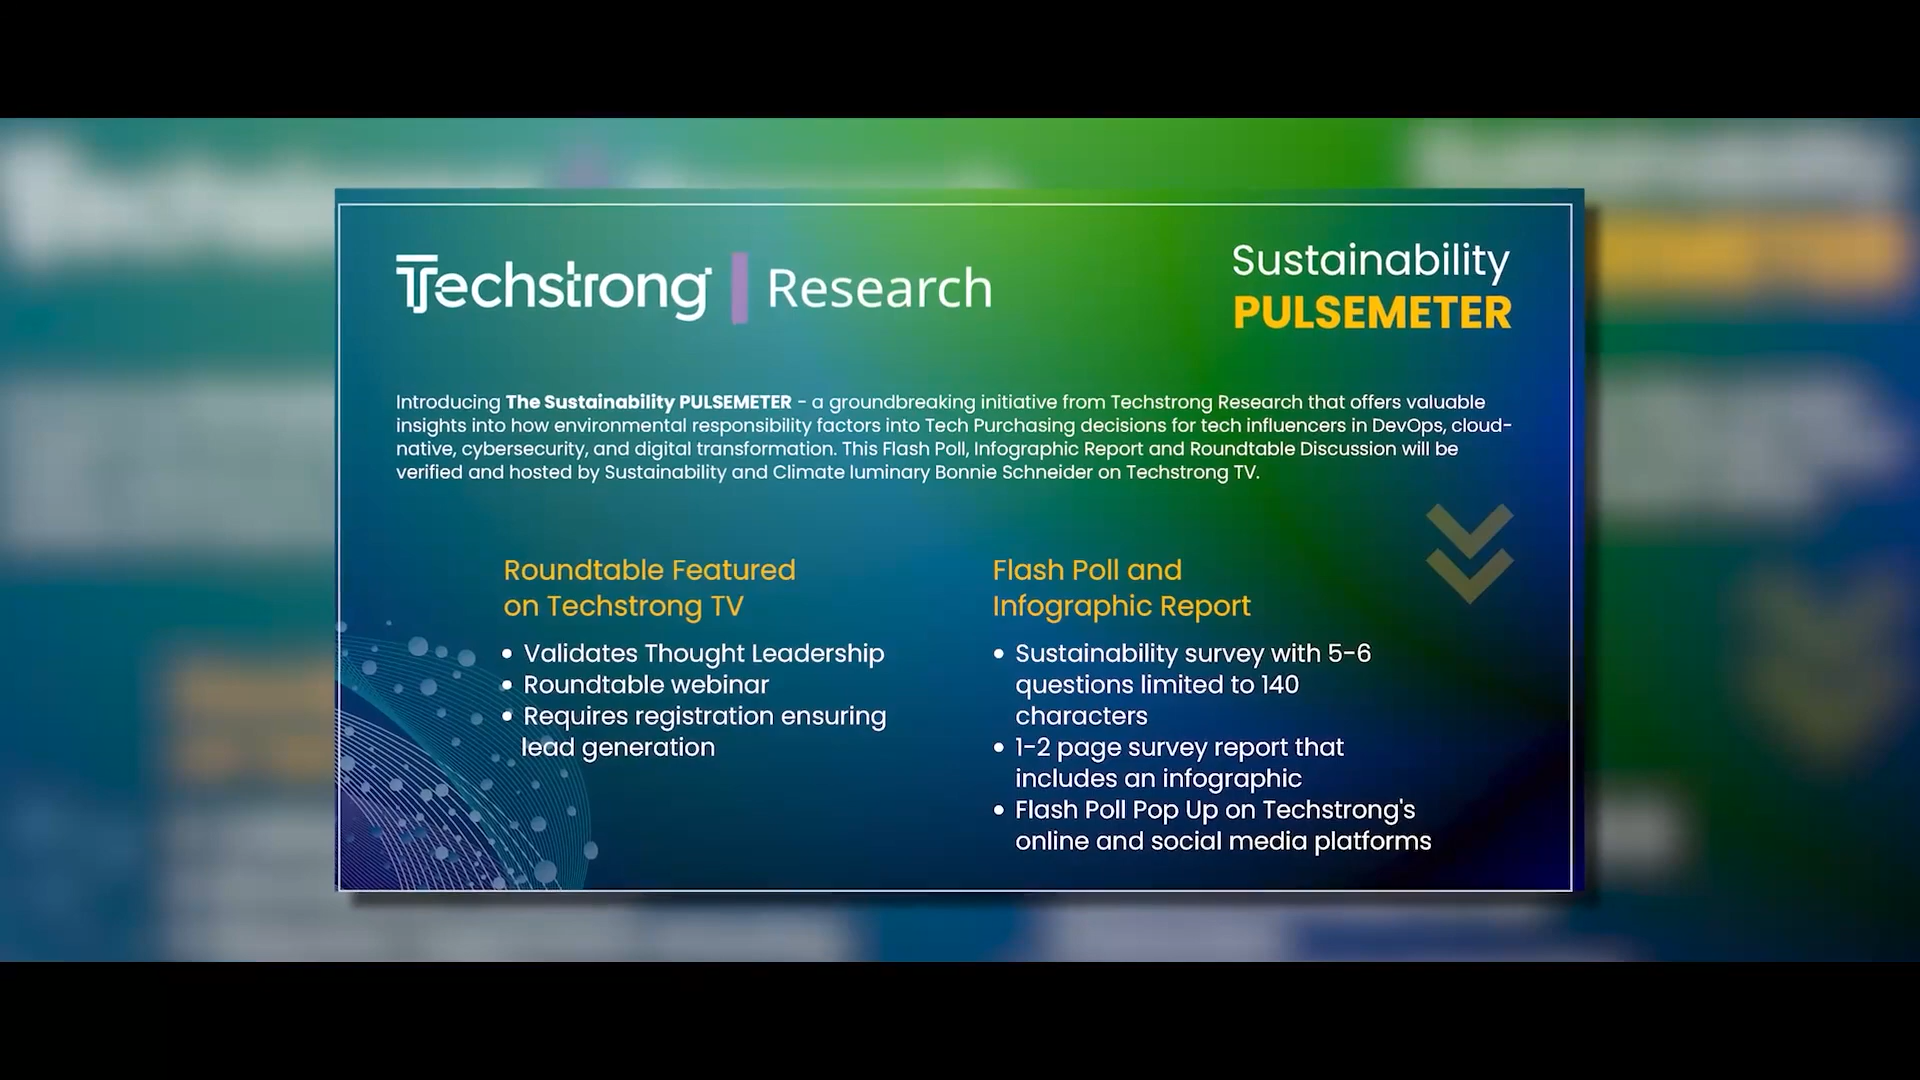 Techstrong | Research
Sustainability
PULSEMETER
Introducing The Sustainability PULSEMETER - a groundbreaking initiative from Techstrong Research that offers valuable
insights into how environmental responsibility factors into Tech Purchasing decisions for tech influencers in DevOps, cloud-
native, cybersecurity, and digital transformation. This Flash Poll, Infographic Report and Roundtable Discussion will be
verified and hosted by Sustainability and Climate luminary Bonnie Schneider on Techstrong TV.
Roundtable Featured
on Techstrong TV
• Validates Thought Leadership
• Roundtable webinar
• Requires registration ensuring
lead generation
Flash Poll and
Infographic Report
• Sustainability survey with 5-6
questions limited to 140
characters
• 1-2 page survey report that
includes an infographic
• Flash Poll Pop Up on Techstrong's
online and social media platforms